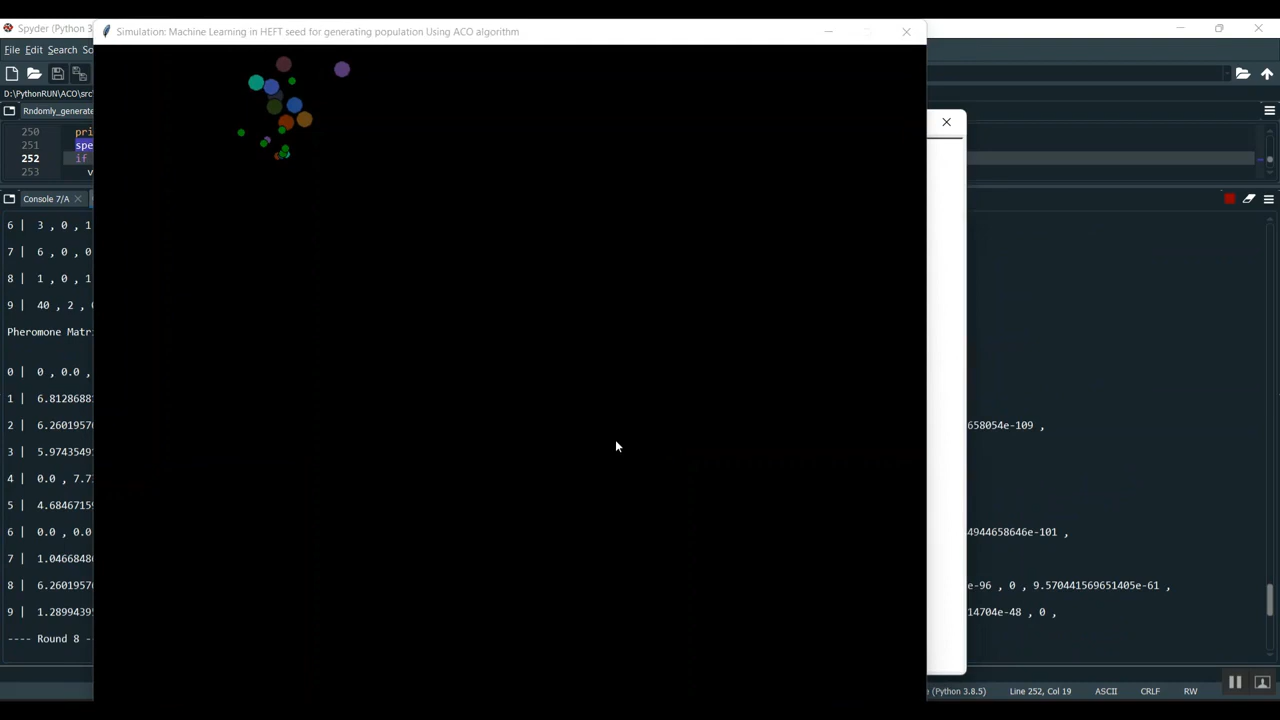 Spyder (Python 3
Simulation: Machine Learning in HEFT seed for generating population Using ACO algorithm
File Edit Search So
D:\PythonRUN\ACO\src
Rndomly_generate
250 pri
251 spe
252 if
253 v
Console 7/A
6 | 3 , 0 , 1
7 | 6 , 0 , 0
8 | 1 , 0 , 1
9 | 40 , 2 ,
Pheromone Matr
0 | 0 , 0.0 ,
1 | 6.8128688
2 | 6.2601957 658054e-109 ,
3 | 5.9743549
4 | 0.0 , 7.7
5 | 4.6846715
6 | 0.0 , 0.0 4944658646e-101 ,
7 | 1.0466848
8 | 6.2601957 e-96 , 0 , 9.570441569651405e-61 ,
9 | 1.2899439 14704e-48 , 0 ,
---- Round 8 --
(Python 3.8.5) Line 252, Col 19 ASCII CRLF RW